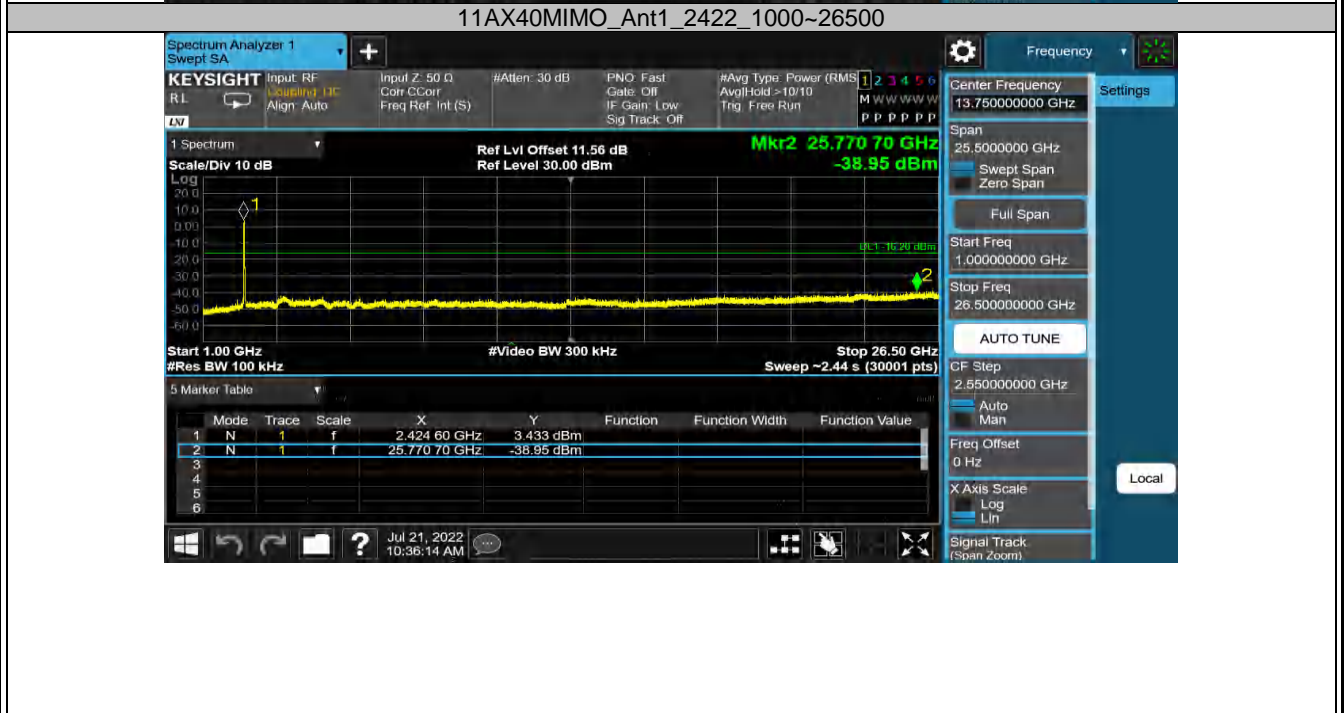 11AX40MIMO_Ant1_2422_1000~26500
Spectrum Analyzer 1
Swept SA
+
Frequency
KEYSIGHT
RL
LXI
Input: RF
Coupling: DC
Align: Auto
Input Z: 50 Ω
Corr CCorr
Freq Ref: Int (S)
#Atten: 30 dB
PNO: Fast
Gate: Off
IF Gain: Low
Sig Track: Off
#Avg Type: Power (RMS
Avg|Hold:>10/10
Trig: Free Run
1 2 3 4 5 6
M W W W W W
P P P P P P
1 Spectrum
Scale/Div 10 dB
Log
Ref Lvl Offset 11.56 dB
Ref Level 30.00 dBm
Mkr2 25.770 70 GHz
-38.95 dBm
20.0
10.0
0.00
-10.0
-20.0
-30.0
-40.0
-50.0
-60.0
1
DL1 -16.20 dBm
2
Start 1.00 GHz
#Res BW 100 kHz
#Video BW 300 kHz
Stop 26.50 GHz
Sweep ~2.44 s (30001 pts)
5 Marker Table
Mode Trace Scale X Y Function Function Width Function Value
1 N 1 f 2.424 60 GHz 3.433 dBm
2 N 1 f 25.770 70 GHz -38.95 dBm
3
4
5
6
?
Jul 21, 2022
10:36:14 AM
Center Frequency
13.750000000 GHz
Settings
Span
25.5000000 GHz
Swept Span
Zero Span
Full Span
Start Freq
1.000000000 GHz
Stop Freq
26.500000000 GHz
AUTO TUNE
CF Step
2.550000000 GHz
Auto
Man
Freq Offset
0 Hz
X Axis Scale
Log
Lin
Signal Track
(Span Zoom)
Local